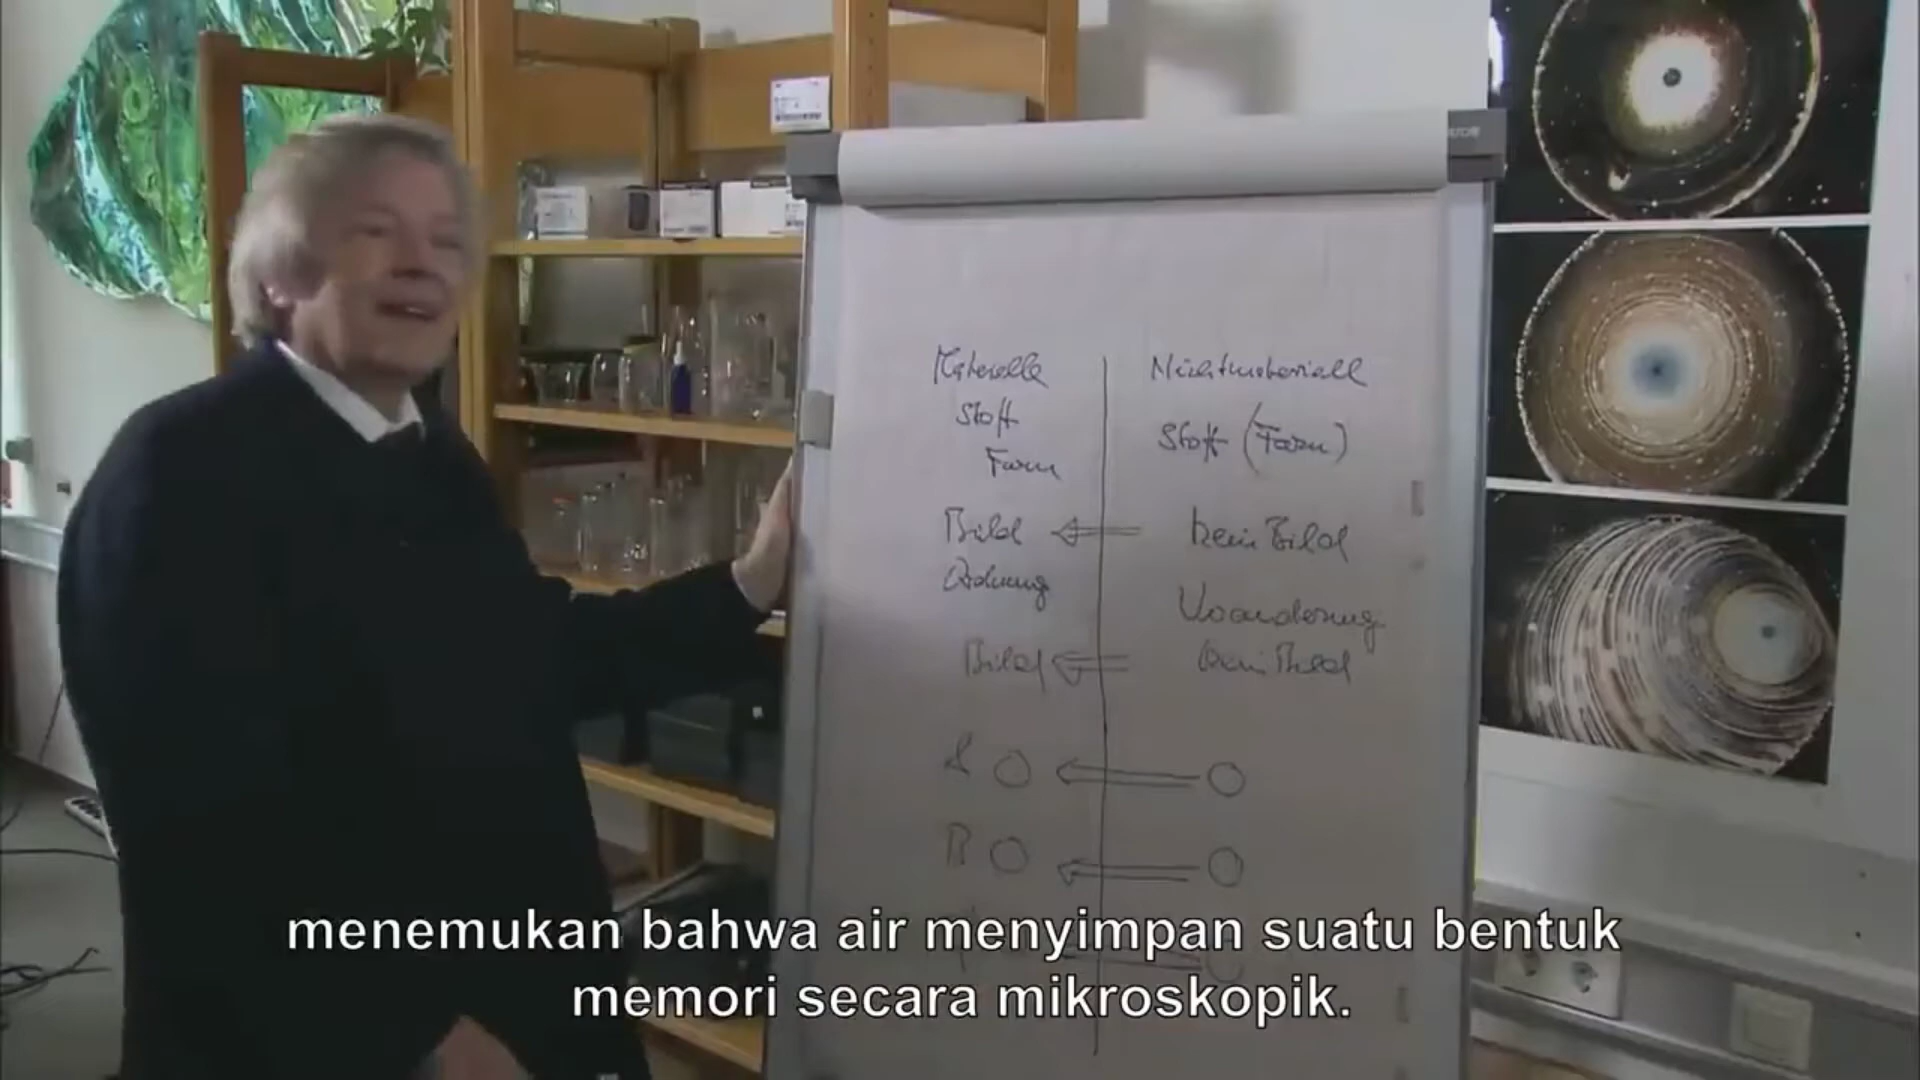 Materielle
Nichtmateriell
Stoff
Stoff (Form)
Form
Bild
kein Bild
Ordnung
Veränderung
Bild
kein Bild
A
B
menemukan bahwa air menyimpan suatu bentuk
memori secara mikroskopik.